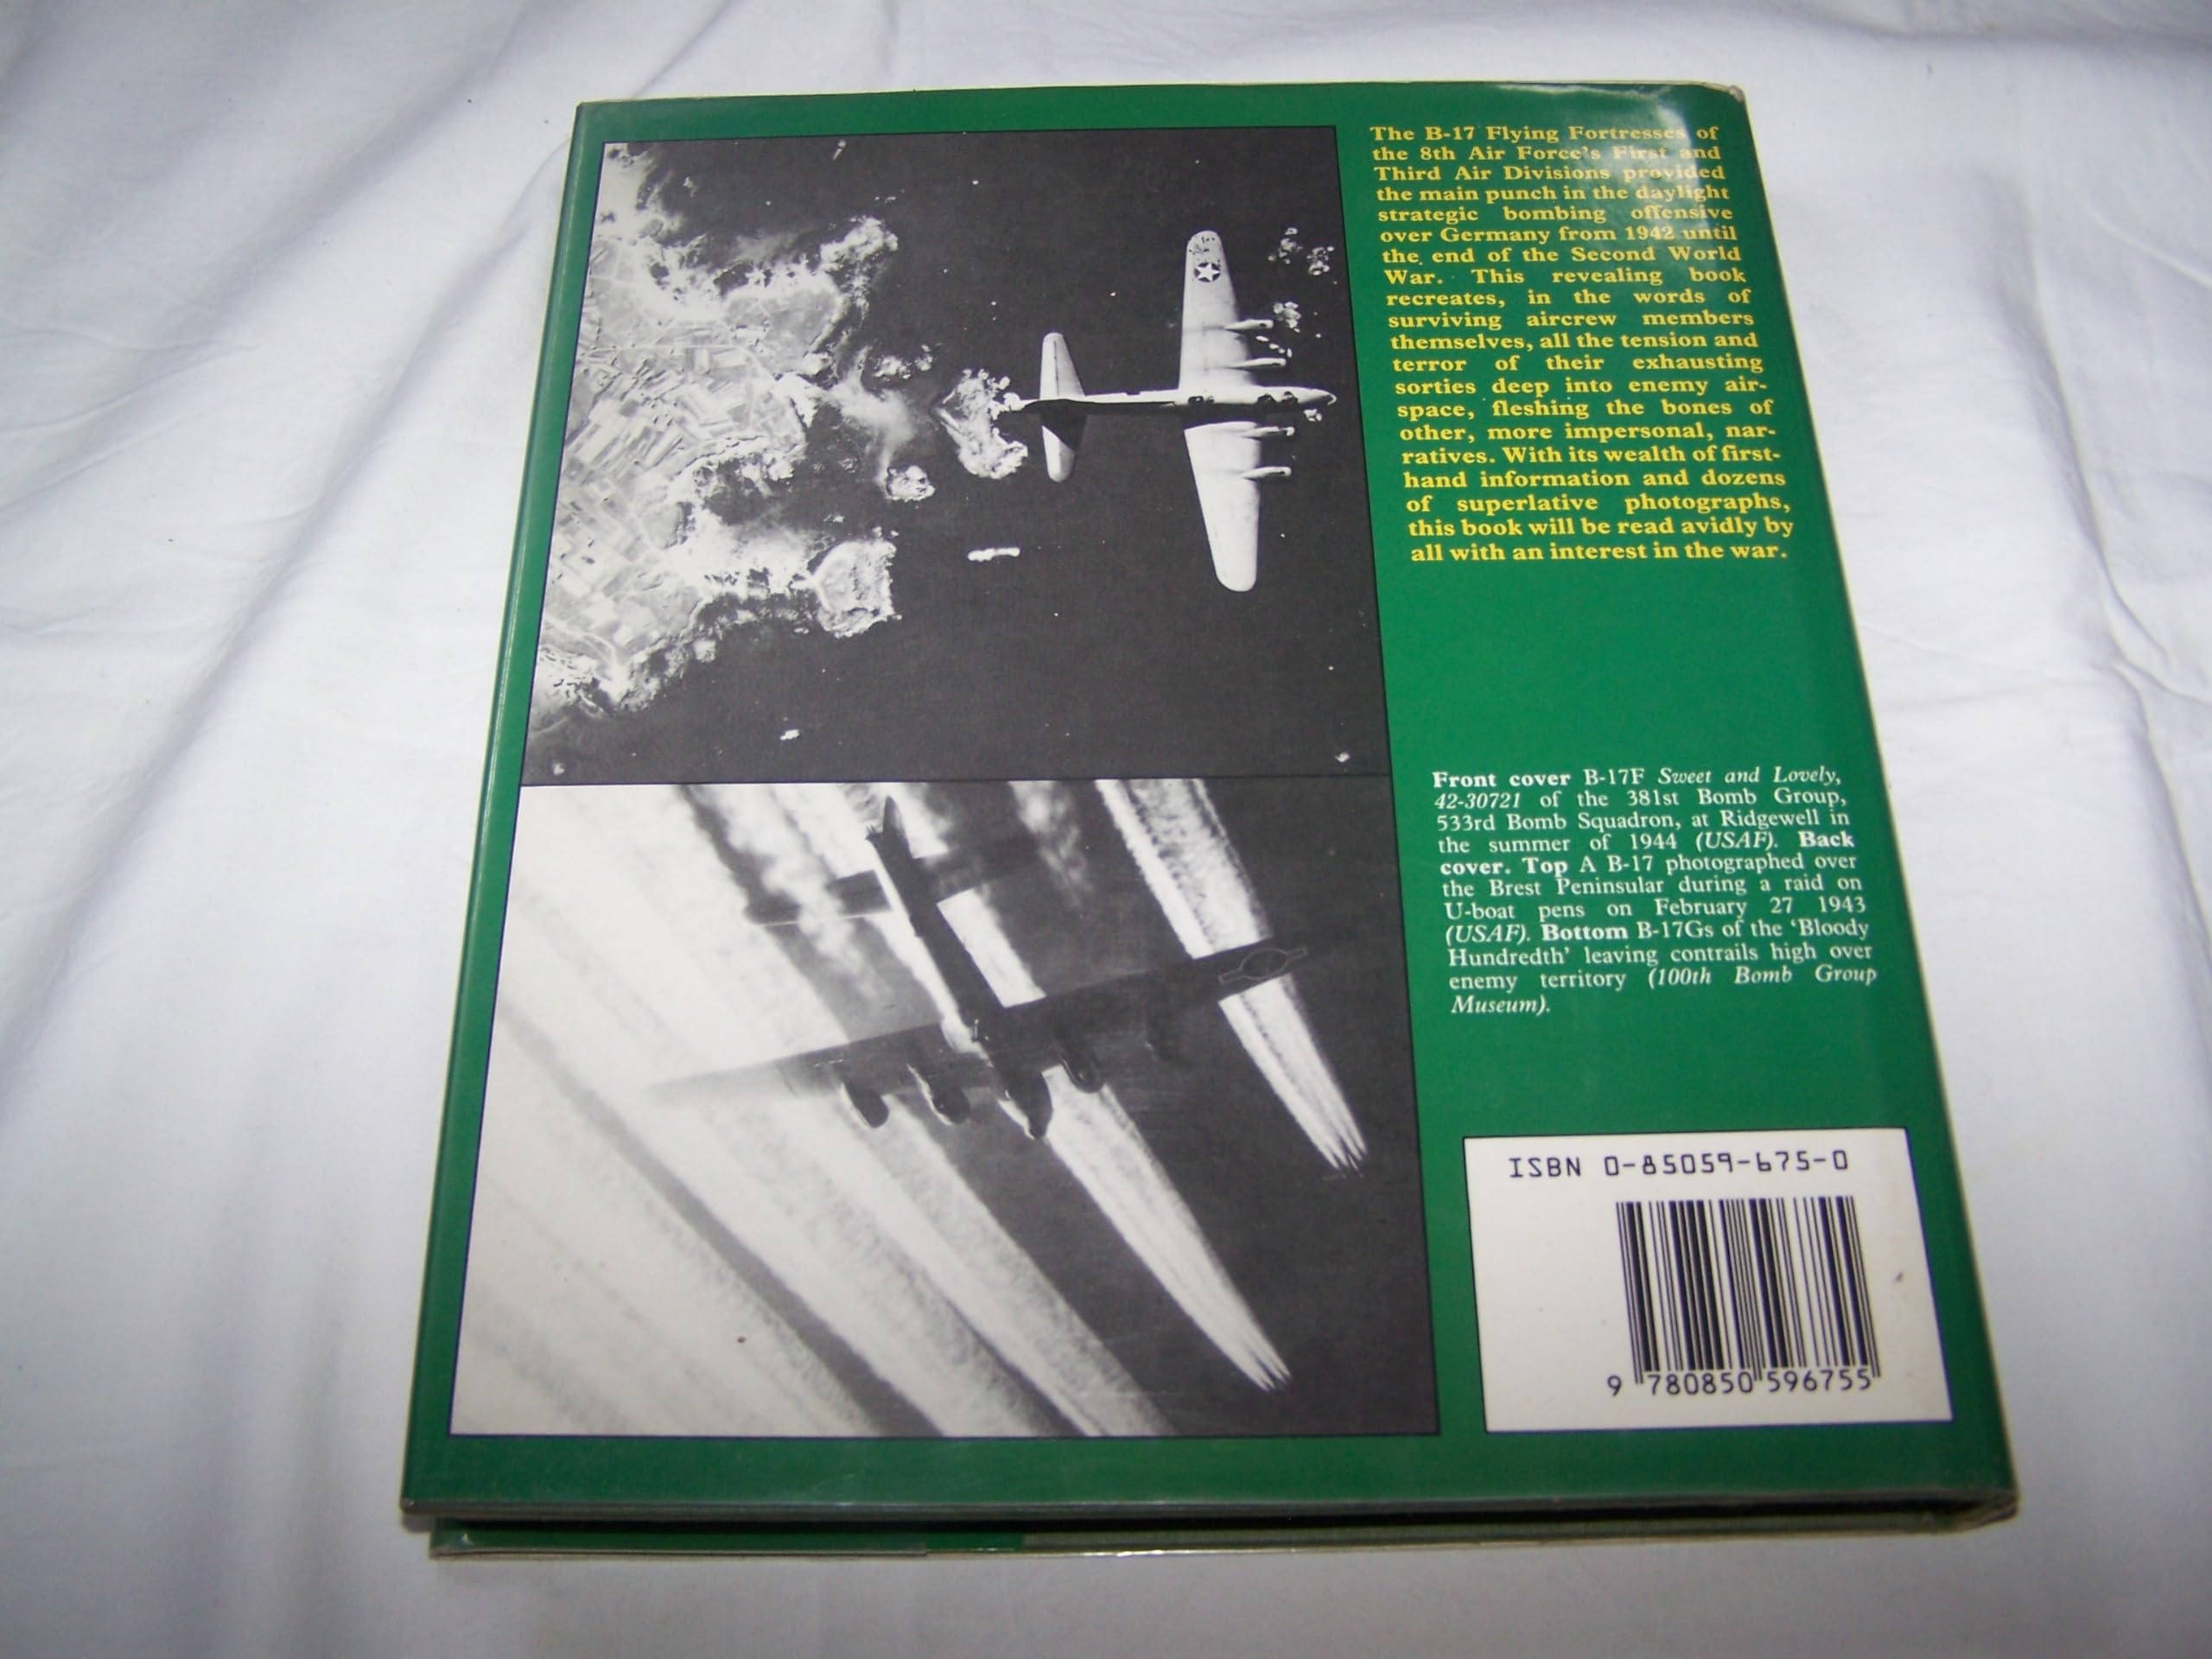 The B-17 Flying Fortresses of
the 8th Air Force's First and
Third Air Divisions provided
the main punch in the daylight
strategic bombing offensive
over Germany from 1942 until
the end of the Second World
War. This revealing book
recreates, in the words of
surviving aircrew members
themselves, all the tension and
terror of their exhausting
sorties deep into enemy air-
space, fleshing the bones of
other, more impersonal, nar-
ratives. With its wealth of first-
hand information and dozens
of superlative photographs,
this book will be read avidly by
all with an interest in the war.
Front cover B-17F Sweet and Lovely,
42-30721 of the 381st Bomb Group,
533rd Bomb Squadron, at Ridgewell in
the summer of 1944 (USAF). Back
cover. Top A B-17 photographed over
the Brest Peninsular during a raid on
U-boat pens on February 27 1943
(USAF). Bottom B-17Gs of the 'Bloody
Hundredth' leaving contrails high over
enemy territory (100th Bomb Group
Museum).
ISBN 0-85059-675-0
9 780850 596755